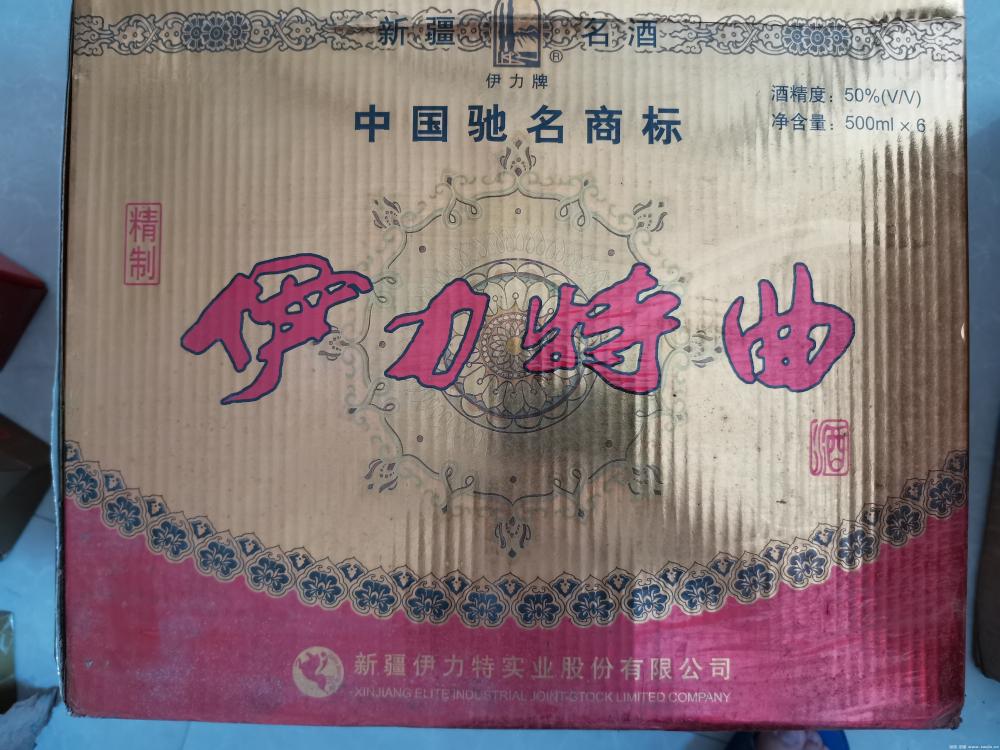 新疆 名酒
®
伊力牌
中国驰名商标
酒精度：50%(V/V)
净含量：500ml × 6
精制
伊力特曲
酒
新疆伊力特实业股份有限公司
XINJIANG ELITE INDUSTRIAL JOINT-STOCK LIMITED COMPANY